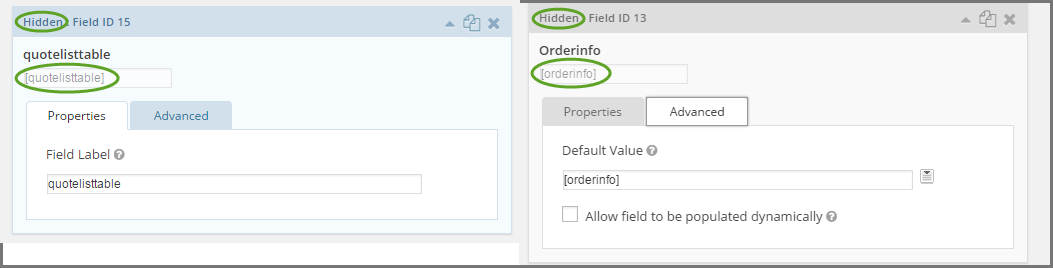 Hidden : Field ID 15
quotelisttable
[quotelisttable]
Properties
Advanced
Field Label
quotelisttable
Hidden : Field ID 13
Orderinfo
[orderinfo]
Properties
Advanced
Default Value
[orderinfo]
Allow field to be populated dynamically